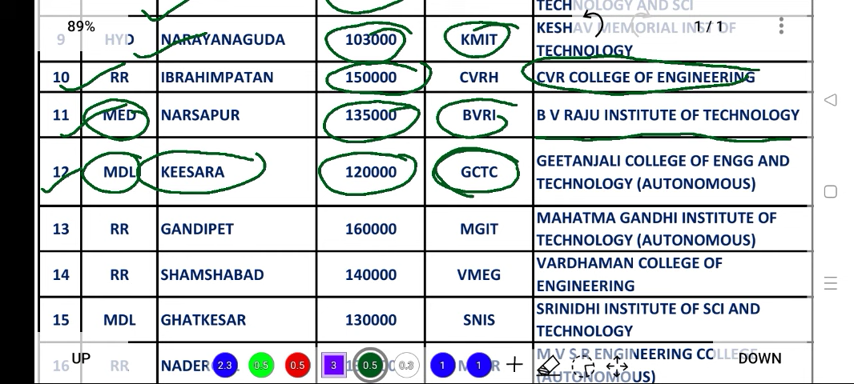 TECHNOLOGY AND SCI
89%
1/1
9 HYD NARAYANAGUDA 103000 KMIT KESHAV MEMORIAL INST OF
TECHNOLOGY
10 RR IBRAHIMPATAN 150000 CVRH CVR COLLEGE OF ENGINEERING
11 MED NARSAPUR 135000 BVRI B V RAJU INSTITUTE OF TECHNOLOGY
12 MDL KEESARA 120000 GCTC GEETANJALI COLLEGE OF ENGG AND
TECHNOLOGY (AUTONOMOUS)
13 RR GANDIPET 160000 MGIT MAHATMA GANDHI INSTITUTE OF
TECHNOLOGY (AUTONOMOUS)
14 RR SHAMSHABAD 140000 VMEG VARDHAMAN COLLEGE OF
ENGINEERING
15 MDL GHATKESAR 130000 SNIS SRINIDHI INSTITUTE OF SCI AND
TECHNOLOGY
UP 2.3 0.5 0.5 3 0.5 0.3 1 1 DOWN
16 RR M V S R ENGINEERING COLLEGE
(AUTONOMOUS)